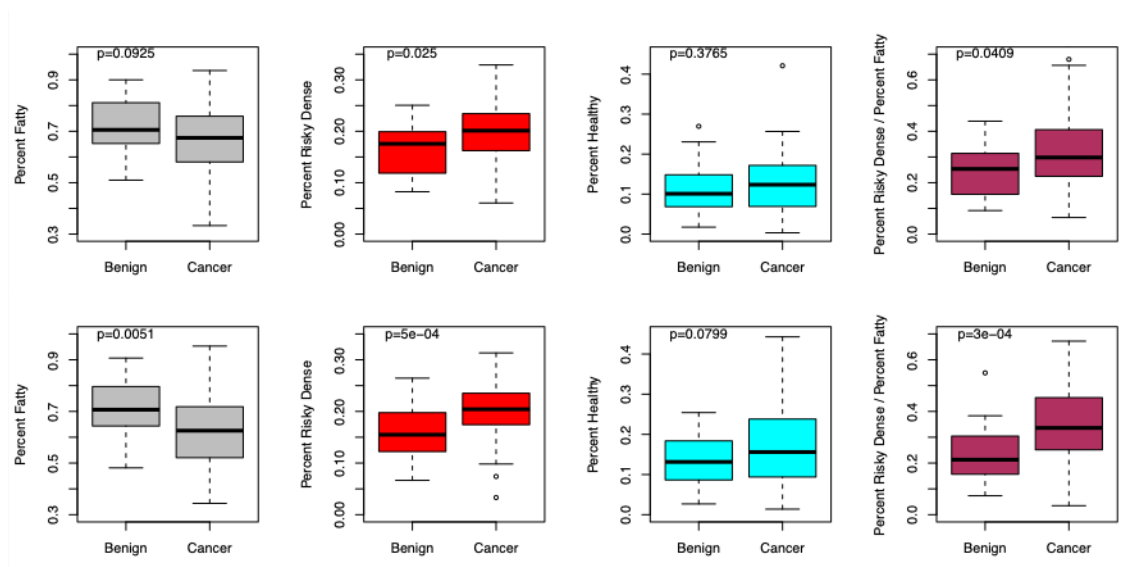 p=0.0925
Percent Fatty
0.9
0.7
0.5
0.3
Benign Cancer
p=0.025
Percent Risky Dense
0.30
0.20
0.10
0.00
Benign Cancer
p=0.3765
Percent Healthy
0.4
0.3
0.2
0.1
0.0
Benign Cancer
p=0.0409
Percent Risky Dense / Percent Fatty
0.6
0.4
0.2
0.0
Benign Cancer
p=0.0051
Percent Fatty
0.9
0.7
0.5
0.3
Benign Cancer
p=5e−04
Percent Risky Dense
0.30
0.20
0.10
0.00
Benign Cancer
p=0.0799
Percent Healthy
0.4
0.3
0.2
0.1
0.0
Benign Cancer
p=3e−04
Percent Risky Dense / Percent Fatty
0.6
0.4
0.2
0.0
Benign Cancer